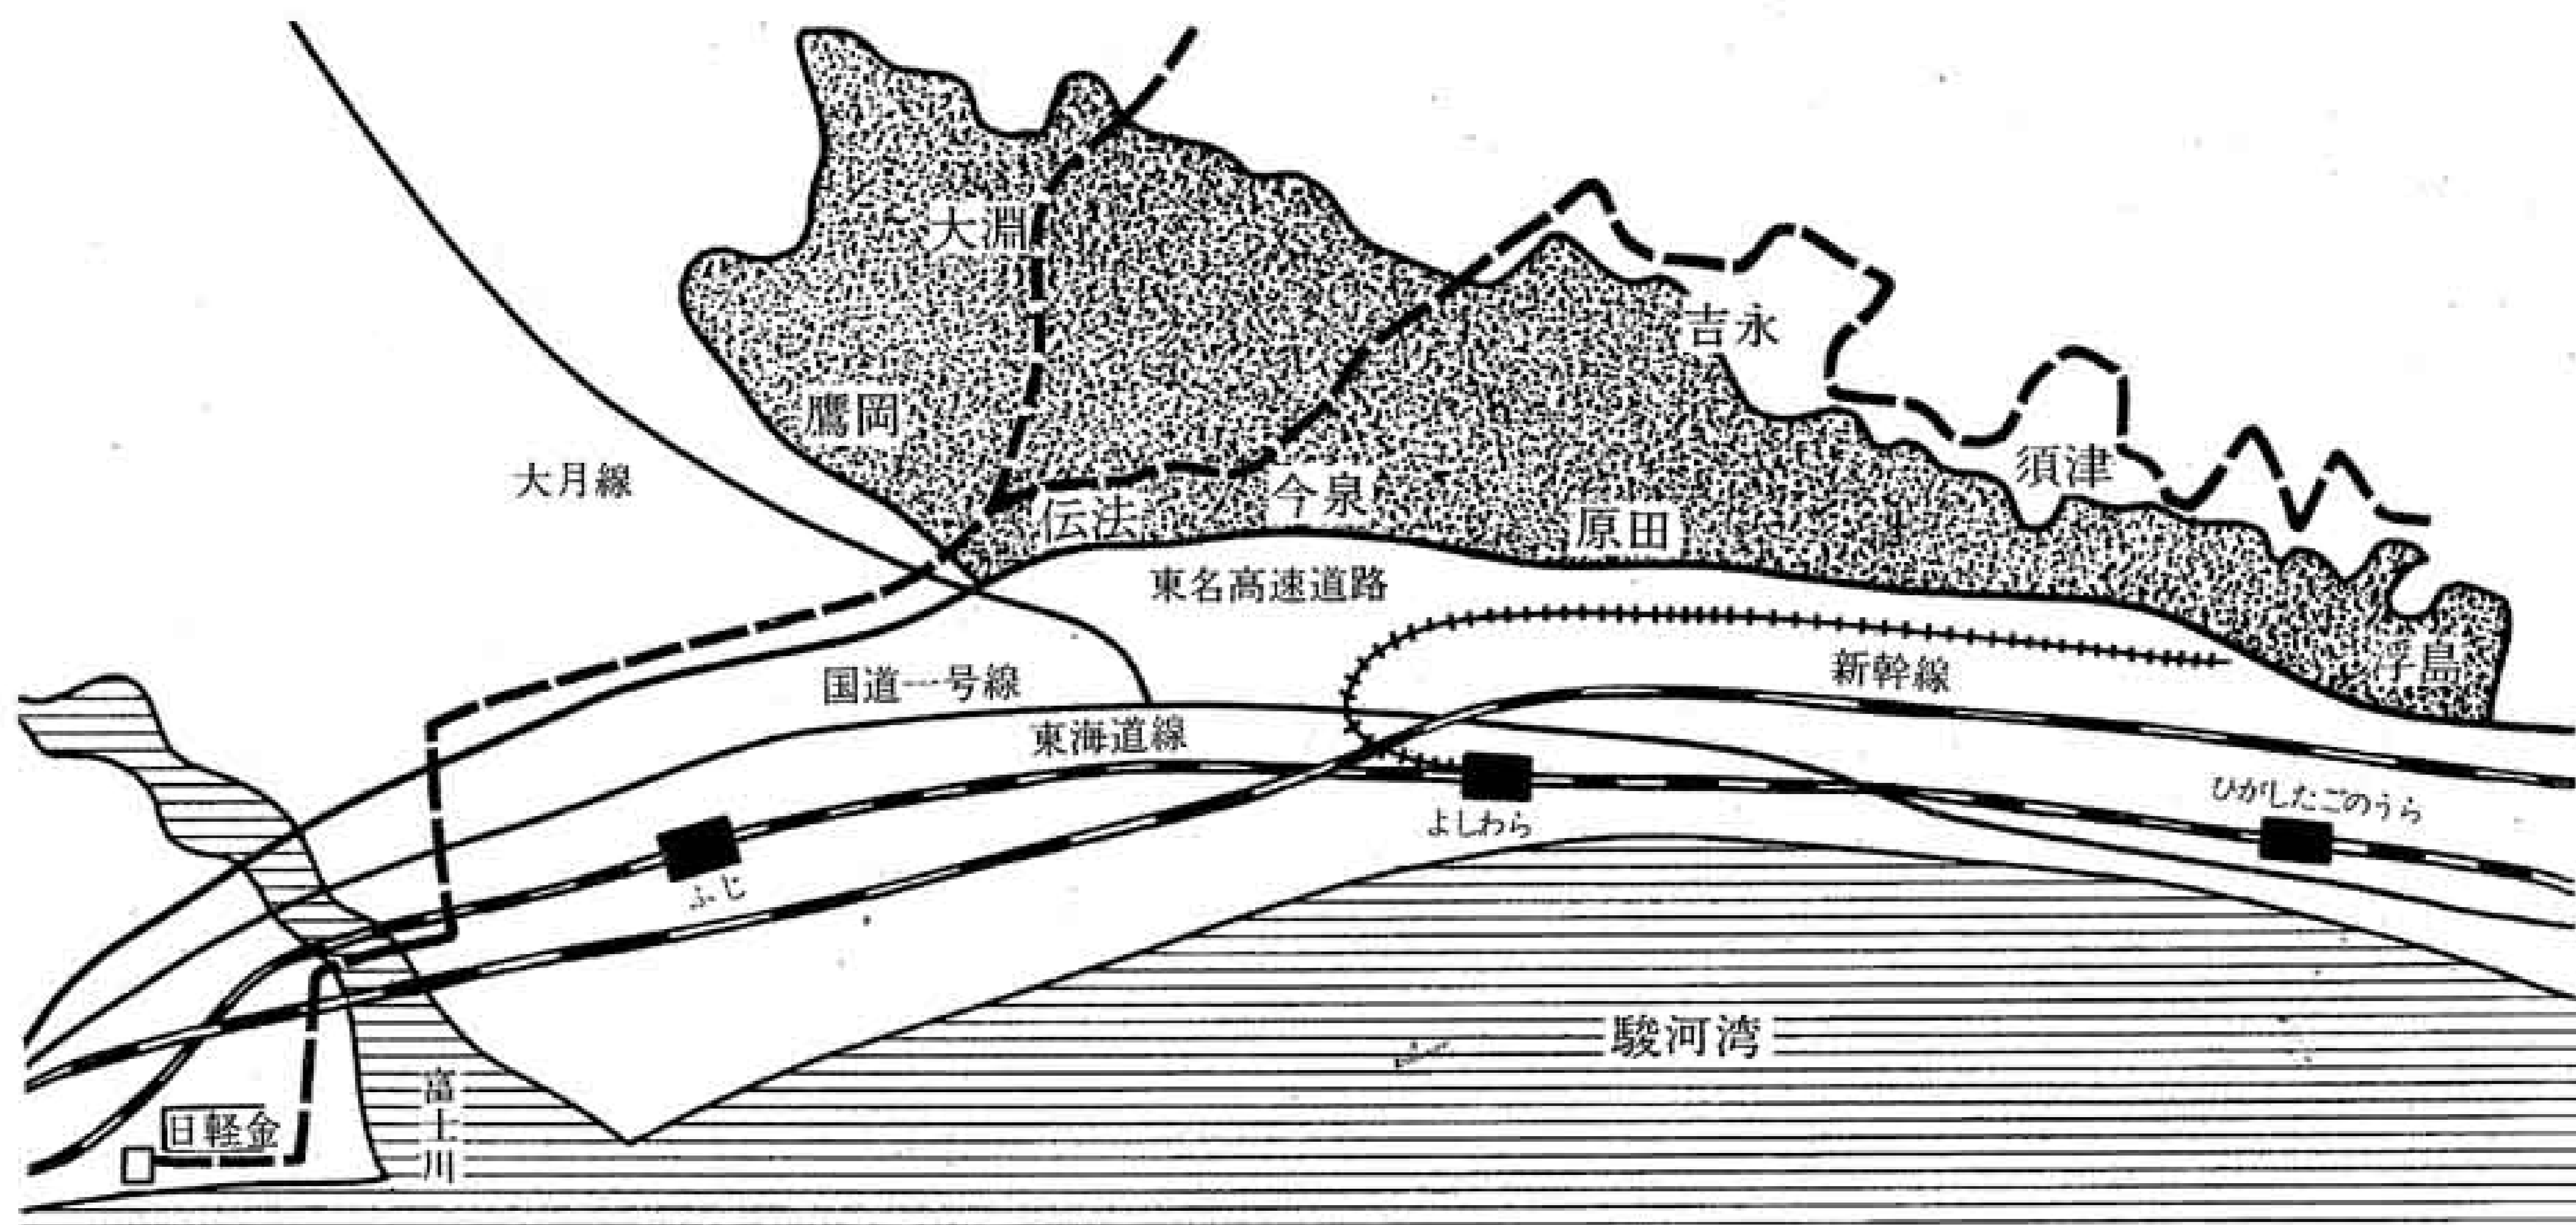 大淵
吉永
鷹岡
大月線
須津
伝法
今泉
原田
東名高速道路
国道一号線
新幹線
浮島
東海道線
ひがしたごのうら
よしわら
ふじ
駿河湾
富士川
日軽金